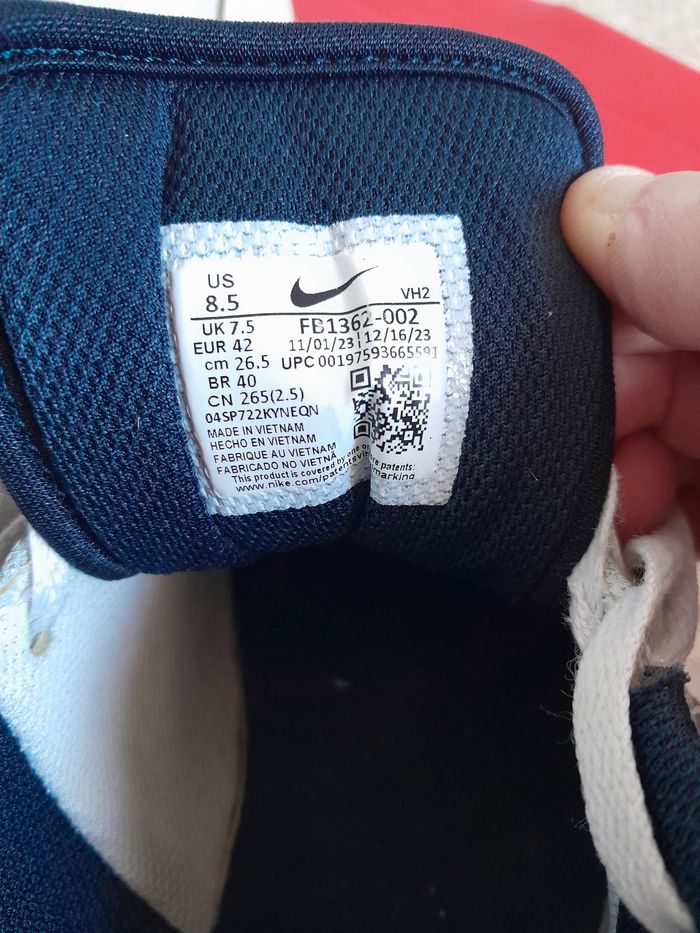 US
8.5
VH2
UK 7.5
FB1362-002
EUR 42
11/01/23 12/16/23
cm 26.5
UPC 00197593665591
BR 40
CN 265(2.5)
04SP722KYNEQN
MADE IN VIETNAM
HECHO EN VIETNAM
FABRIQUE AU VIETNAM
FABRICADO NO VIETNÃ
This product is covered by one o patents:
www.nike.com/patents marking